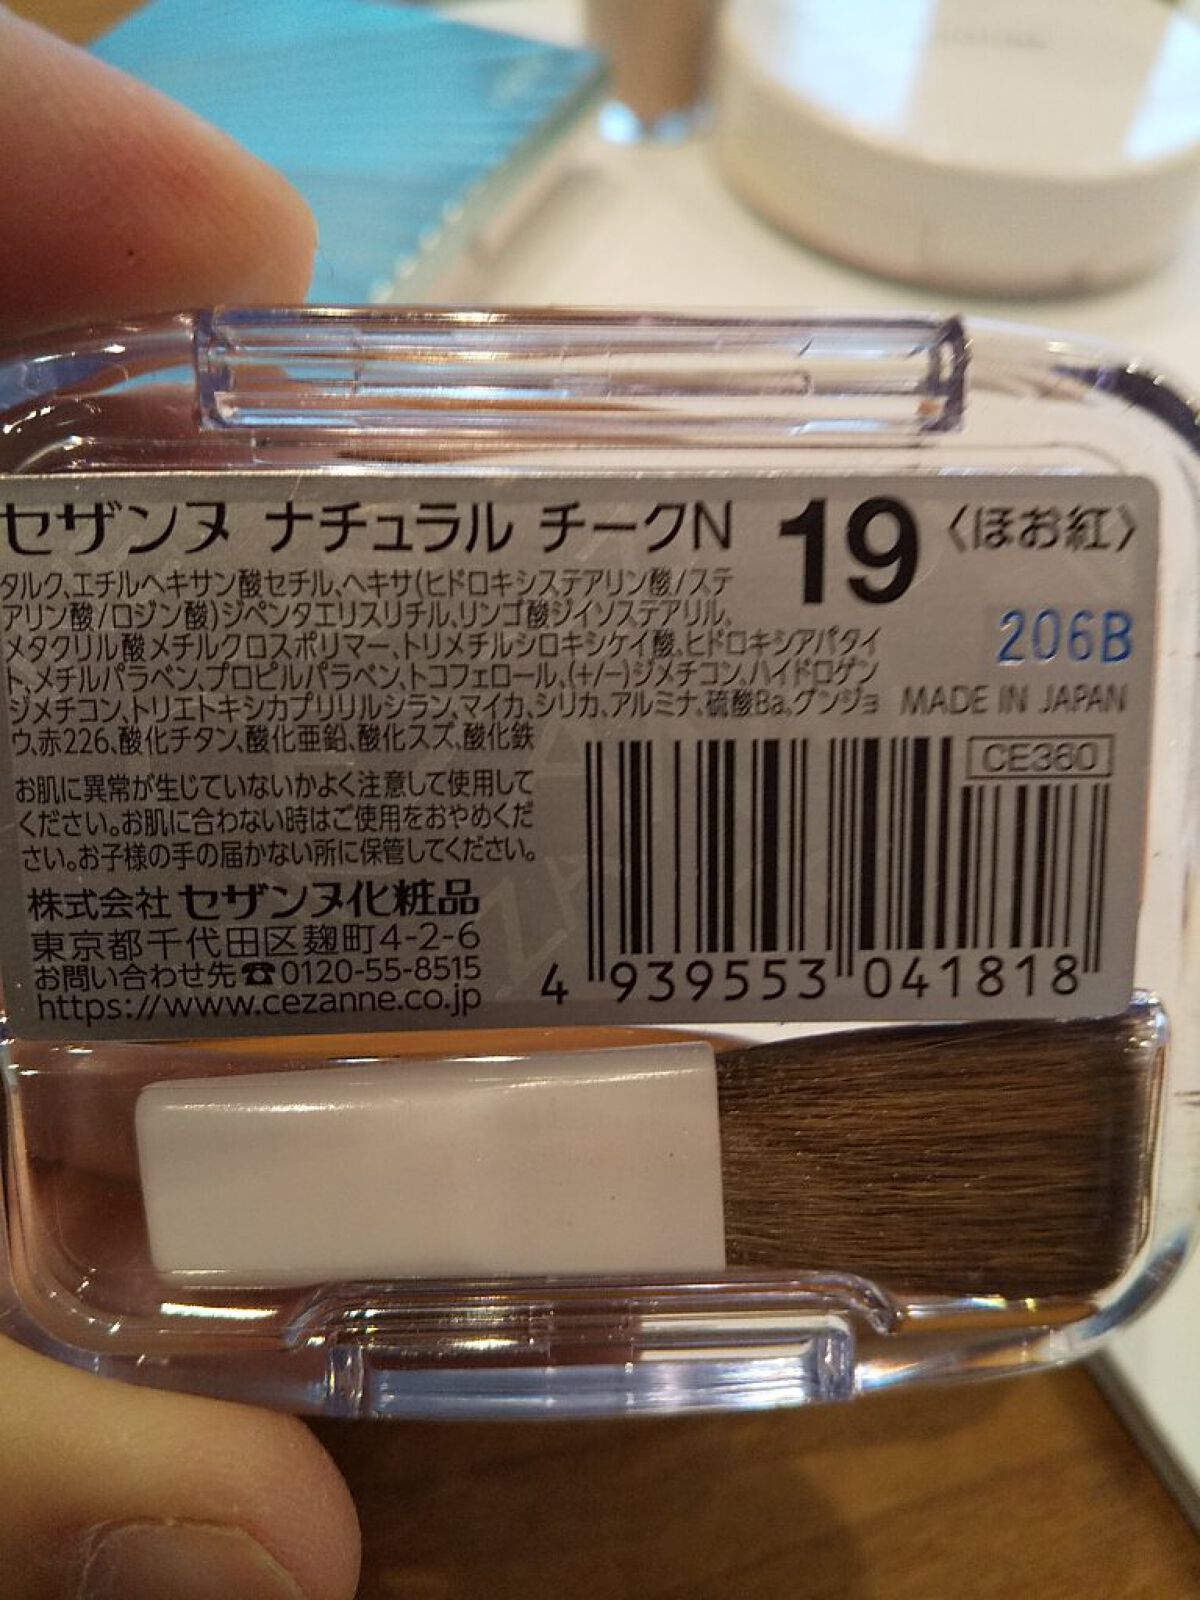 セザンヌ ナチュラル チークN 19 〈ほお紅〉
タルク、エチルヘキサン酸セチル、ヘキサ(ヒドロキシステアリン酸/ステ
アリン酸/ロジン酸)ジペンタエリスリチル、リンゴ酸ジイソステアリル、
メタクリル酸メチルクロスポリマー、トリメチルシロキシケイ酸、ヒドロキシアパタイ
ト、メチルパラベン、プロピルパラベン、トコフェロール、(+/-)ジメチコン、ハイドロゲン
ジメチコン、トリエトキシカプリリルシラン、マイカ、シリカ、アルミナ、硫酸Ba、グンジョ
ウ、赤226、酸化チタン、酸化亜鉛、酸化スズ、酸化鉄
206B
MADE IN JAPAN
CE360
お肌に異常が生じていないかよく注意して使用して
ください。お肌に合わない時はご使用をおやめくだ
さい。お子様の手の届かない所に保管してください。
株式会社 セザンヌ化粧品
東京都千代田区麹町4-2-6
お問い合わせ先☎0120-55-8515
https://www.cezanne.co.jp
4 939553 041818